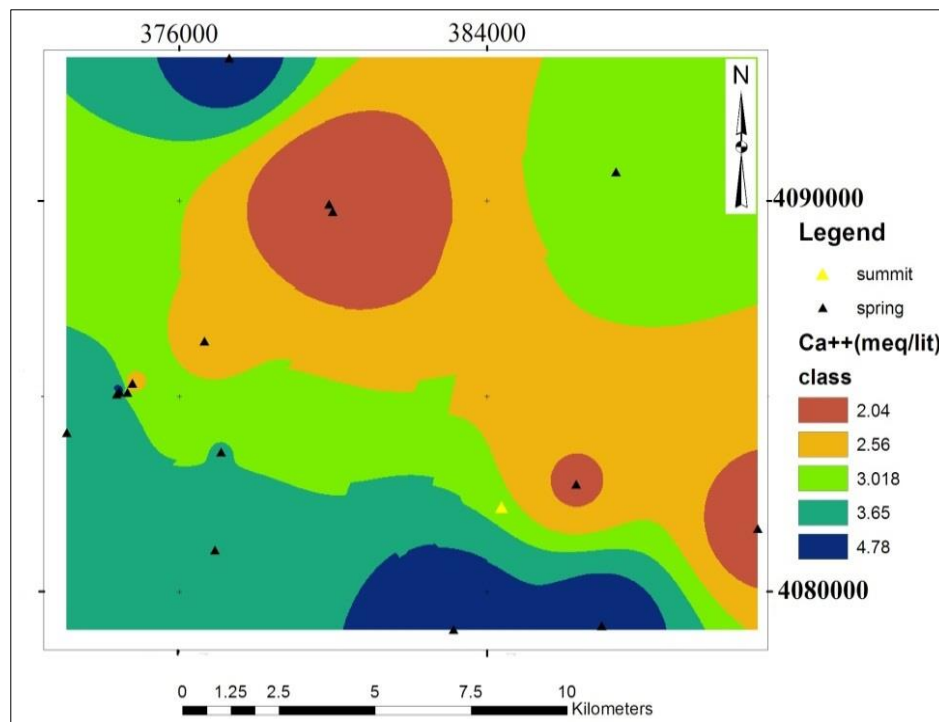 376000 384000
N
4090000
Legend
summit
spring
Ca++(meq/lit)
class
2.04
2.56
3.018
3.65
4.78
4080000
0 1.25 2.5 5 7.5 10
Kilometers